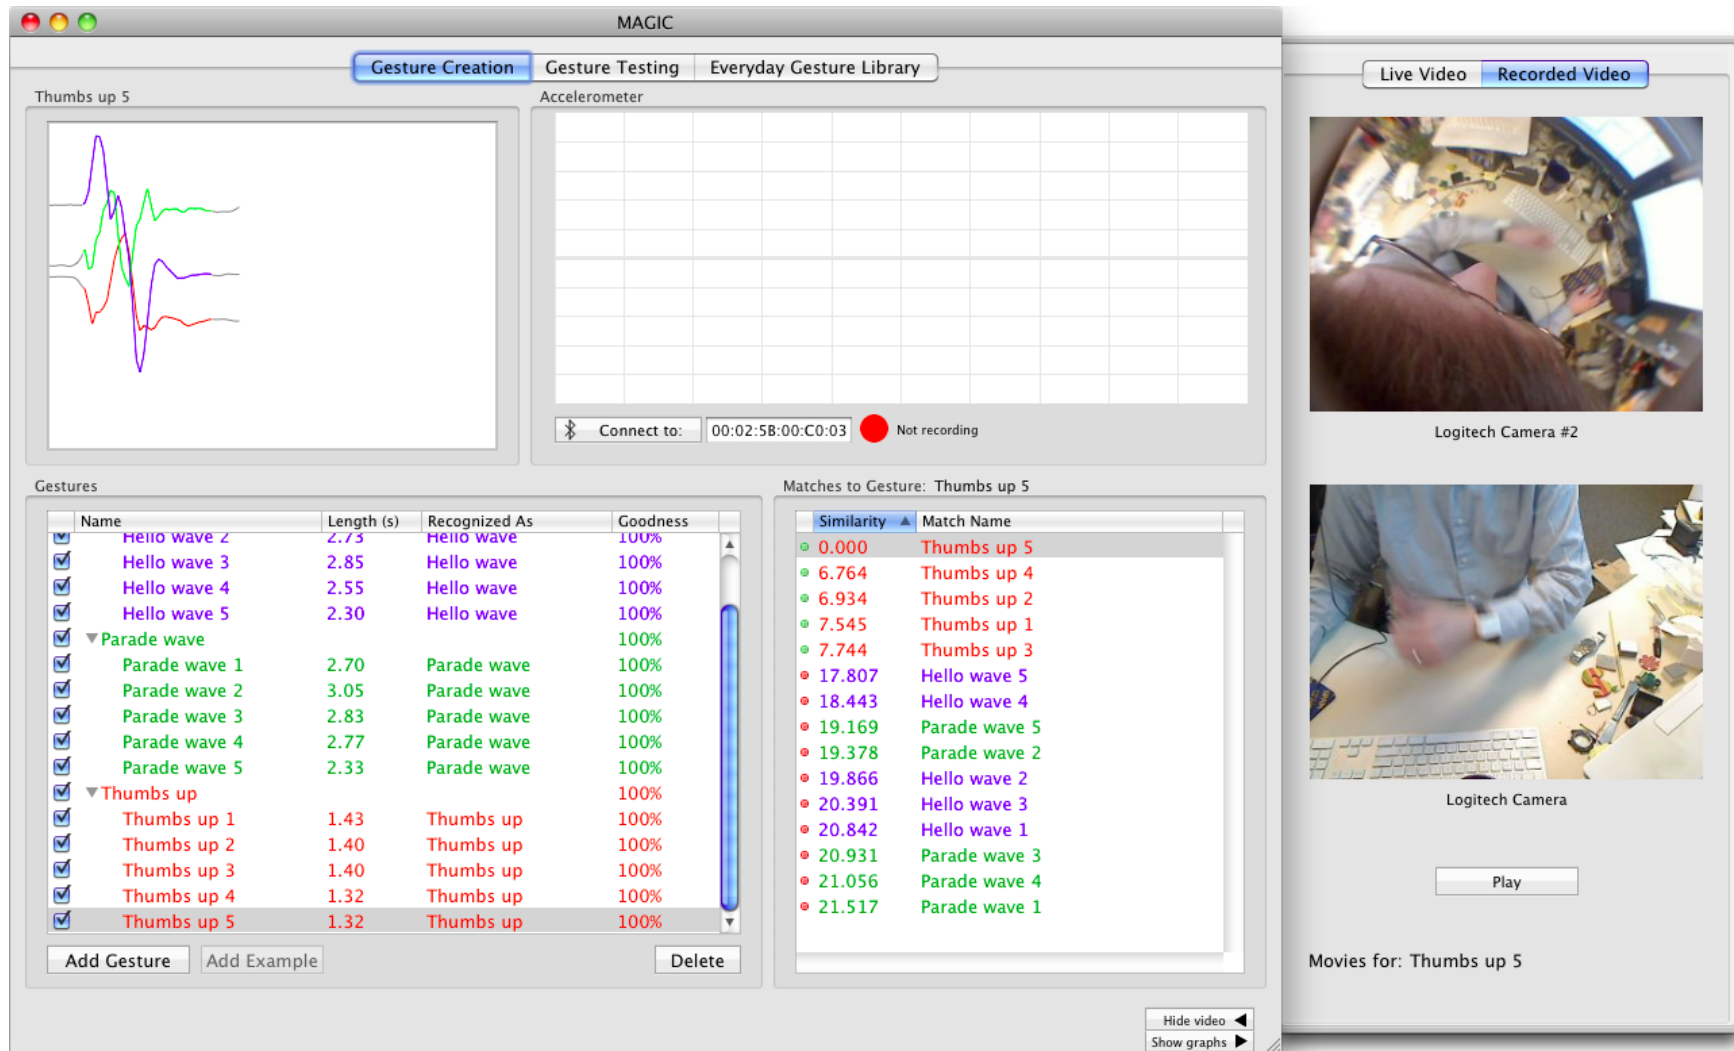 MAGIC
Gesture Creation Gesture Testing Everyday Gesture Library
Live Video Recorded Video
Thumbs up 5
Accelerometer
Connect to: 00:02:5B:00:C0:03 Not recording
Logitech Camera #2
Gestures
Name Length (s) Recognized As Goodness
Hello wave 2 2.73 Hello wave 100%
Hello wave 3 2.85 Hello wave 100%
Hello wave 4 2.55 Hello wave 100%
Hello wave 5 2.30 Hello wave 100%
Parade wave 100%
Parade wave 1 2.70 Parade wave 100%
Parade wave 2 3.05 Parade wave 100%
Parade wave 3 2.83 Parade wave 100%
Parade wave 4 2.77 Parade wave 100%
Parade wave 5 2.33 Parade wave 100%
Thumbs up 100%
Thumbs up 1 1.43 Thumbs up 100%
Thumbs up 2 1.40 Thumbs up 100%
Thumbs up 3 1.40 Thumbs up 100%
Thumbs up 4 1.32 Thumbs up 100%
Thumbs up 5 1.32 Thumbs up 100%
Add Gesture Add Example Delete
Matches to Gesture: Thumbs up 5
Similarity Match Name
0.000 Thumbs up 5
6.764 Thumbs up 4
6.934 Thumbs up 2
7.545 Thumbs up 1
7.744 Thumbs up 3
17.807 Hello wave 5
18.443 Hello wave 4
19.169 Parade wave 5
19.378 Parade wave 2
19.866 Hello wave 2
20.391 Hello wave 3
20.842 Hello wave 1
20.931 Parade wave 3
21.056 Parade wave 4
21.517 Parade wave 1
Logitech Camera
Play
Movies for: Thumbs up 5
Hide video
Show graphs